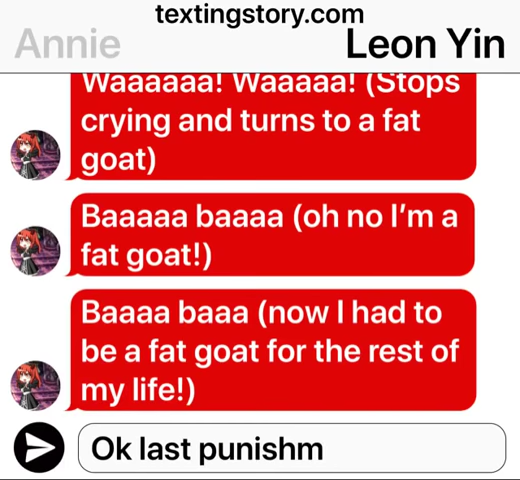 textingstory.com
Annie Leon Yin
Waaaaaa! Waaaaa! (Stops
crying and turns to a fat
goat)
Baaaaa baaaa (oh no I’m a
fat goat!)
Baaaa baaa (now I had to
be a fat goat for the rest of
my life!)
Ok last punishm